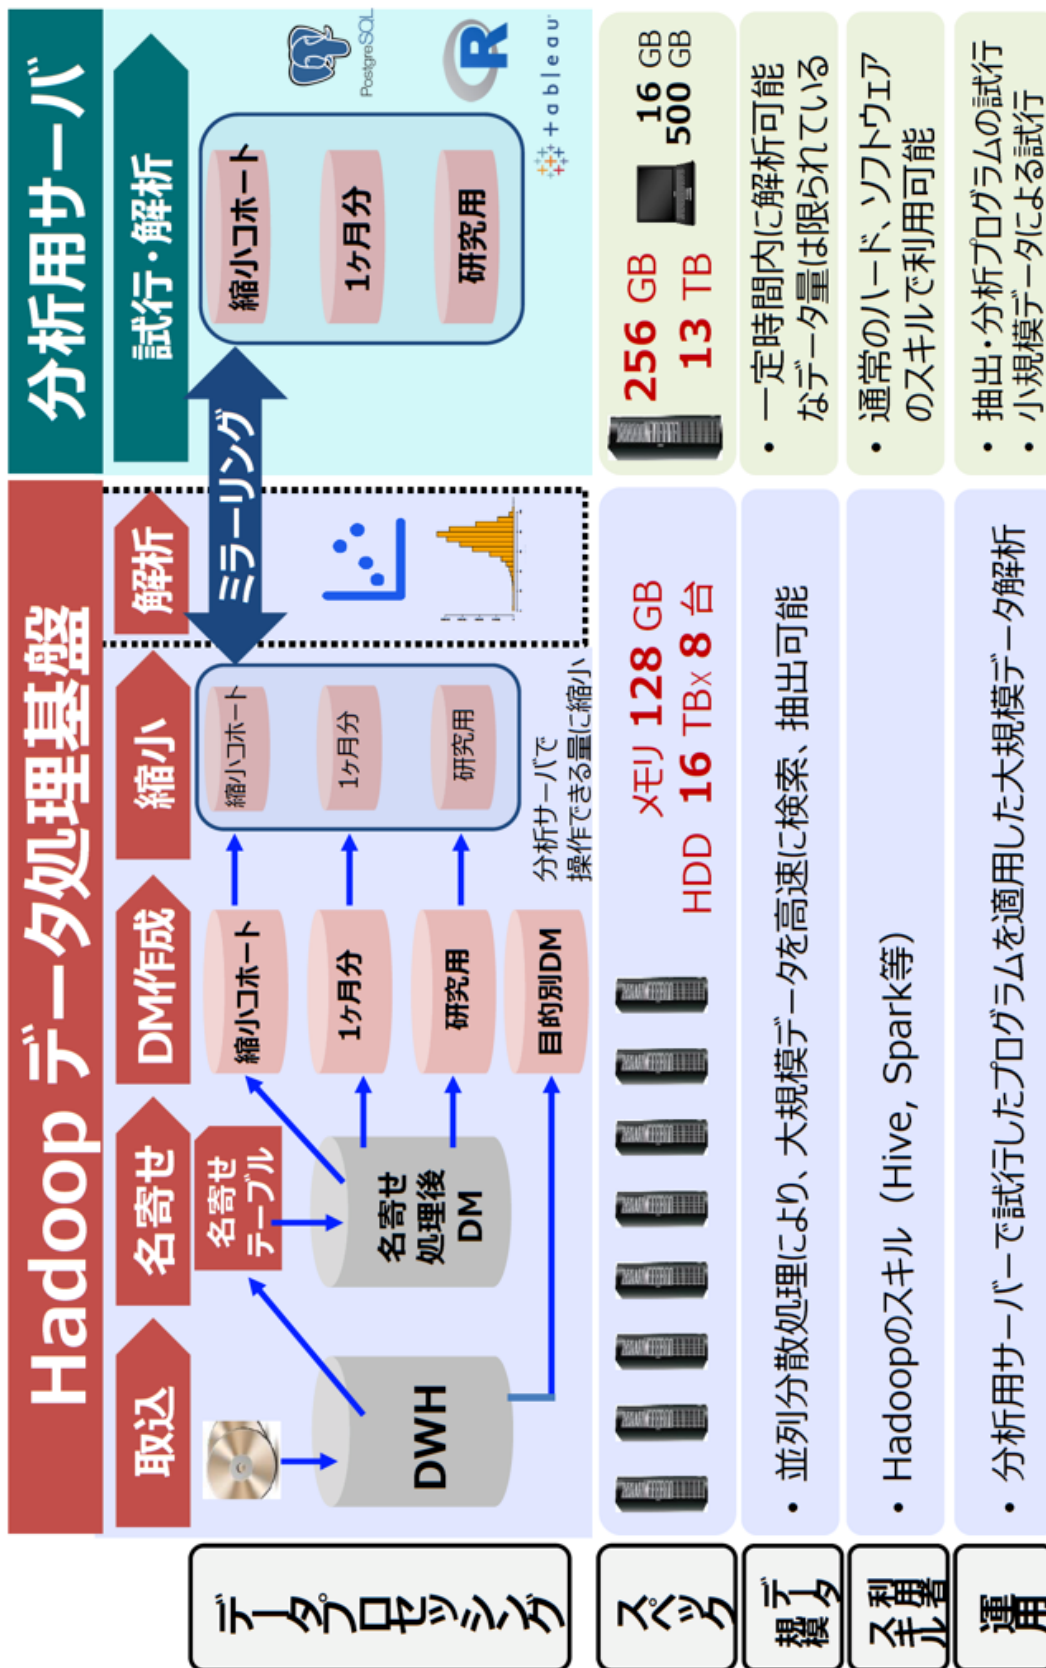 Hadoop データ処理基盤
分析用サーバ
取込
名寄せ
DM作成
縮小
解析
試行・解析
データプロセッシング
DWH
名寄せ
テーブル
名寄せ
処理後
DM
縮小コホート
1ヶ月分
研究用
目的別DM
縮小コホート
1ヶ月分
研究用
分析サーバで
操作できる量に縮小
ミラーリング
縮小コホート
1ヶ月分
研究用
PostgreSQL
R
+ableau
スペック
メモリ 128 GB
HDD 16 TBx 8 台
256 GB
13 TB
16 GB
500 GB
データ
規模
• 並列分散処理により、大規模データを高速に検索、抽出可能
• 一定時間内に解析可能
なデータ量は限られている
利用者
スキル
• Hadoopのスキル（Hive, Spark等）
• 通常のハード、ソフトウェア
のスキルで利用可能
運用
• 分析用サーバーで試行したプログラムを適用した大規模データ解析
• 抽出・分析プログラムの試行
• 小規模データによる試行